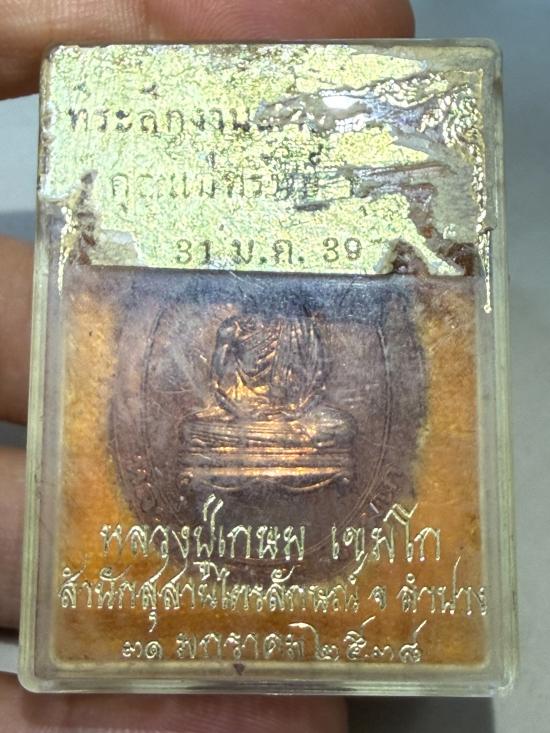 ที่ระลึกงาน
คุณแม่
31 ม.ค. 39
หลวงปู่เกษม เขมโก
สำนักสุสานไตรลักษณ์ จ ลำปาง
๓๑ มกราคม ๒๕๓๘